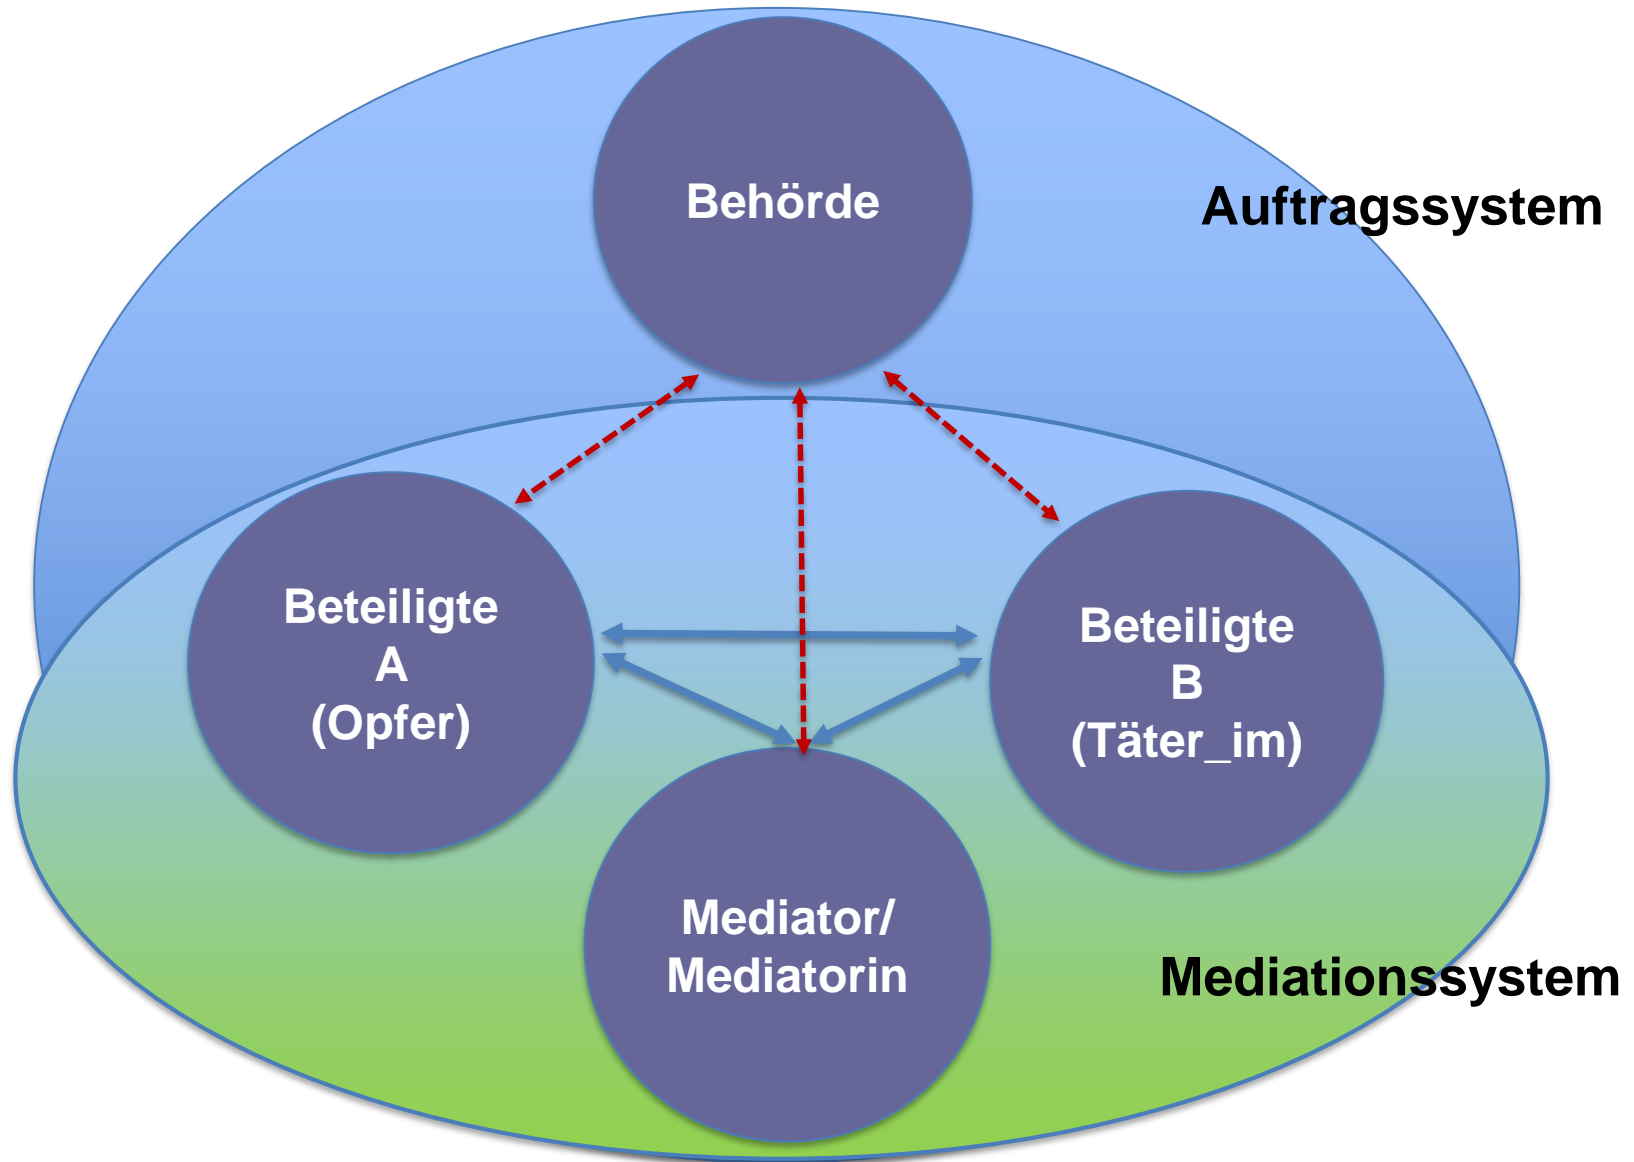 Behörde
Auftragssystem
Beteiligte
A
(Opfer)
Beteiligte
B
(Täter_im)
Mediator/
Mediatorin
Mediationssystem